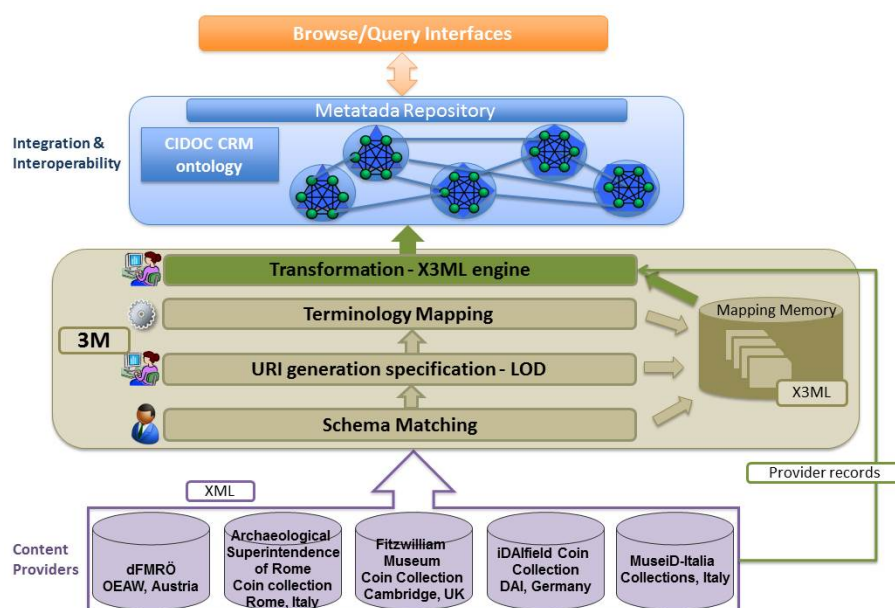 Browse/Query Interfaces
Metatada Repository
Integration &
Interoperability
CIDOC CRM
ontology
Transformation - X3ML engine
Terminology Mapping
Mapping Memory
3M
URI generation specification - LOD
X3ML
Schema Matching
Provider records
XML
Content
Providers
dFMRÖ
OEAW, Austria
Archaeological
Superintendence
of Rome
Coin collection
Rome, Italy
Fitzwilliam
Museum
Coin Collection
Cambridge, UK
iDAIfield Coin
Collection
DAI, Germany
MuseiD-Italia
Collections, Italy